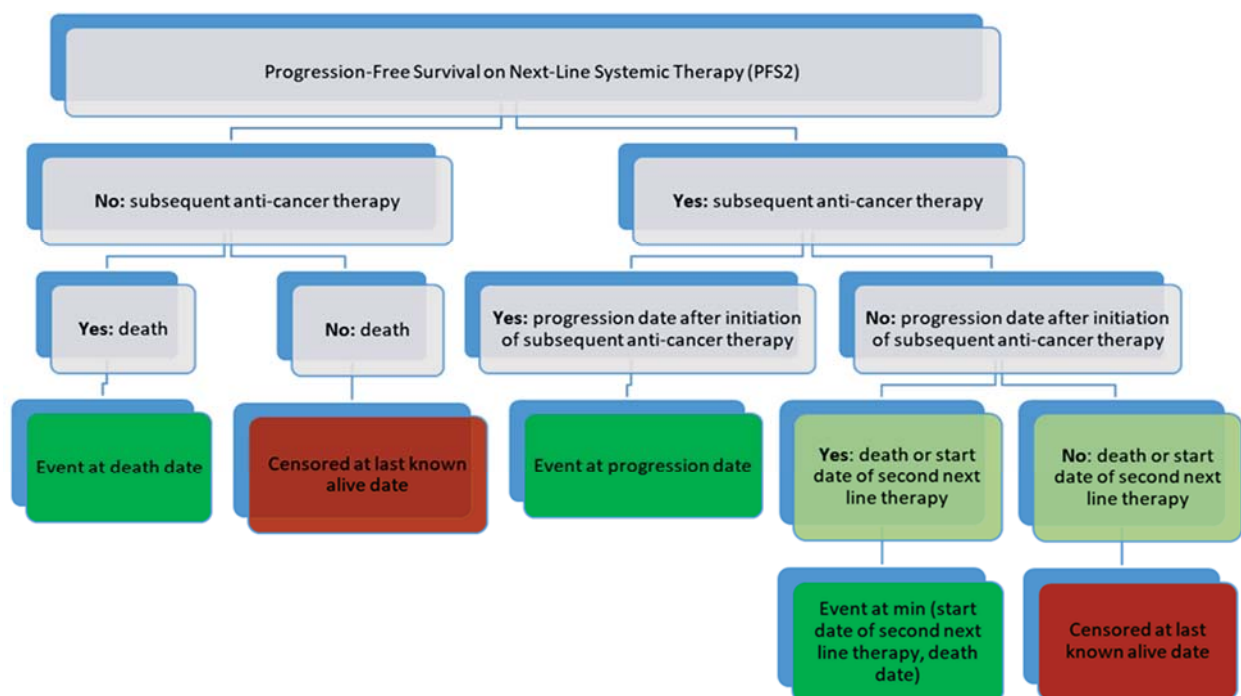 Progression-Free Survival on Next-Line Systemic Therapy (PFS2)
No: subsequent anti-cancer therapy
Yes: subsequent anti-cancer therapy
Yes: death
No: death
Yes: progression date after initiation
of subsequent anti-cancer therapy
No: progression date after initiation
of subsequent anti-cancer therapy
Event at death date
Censored at last known
alive date
Event at progression date
Yes: death or start
date of second next
line therapy
No: death or start
date of second next
line therapy
Event at min (start
date of second next
line therapy, death
date)
Censored at last
known alive date